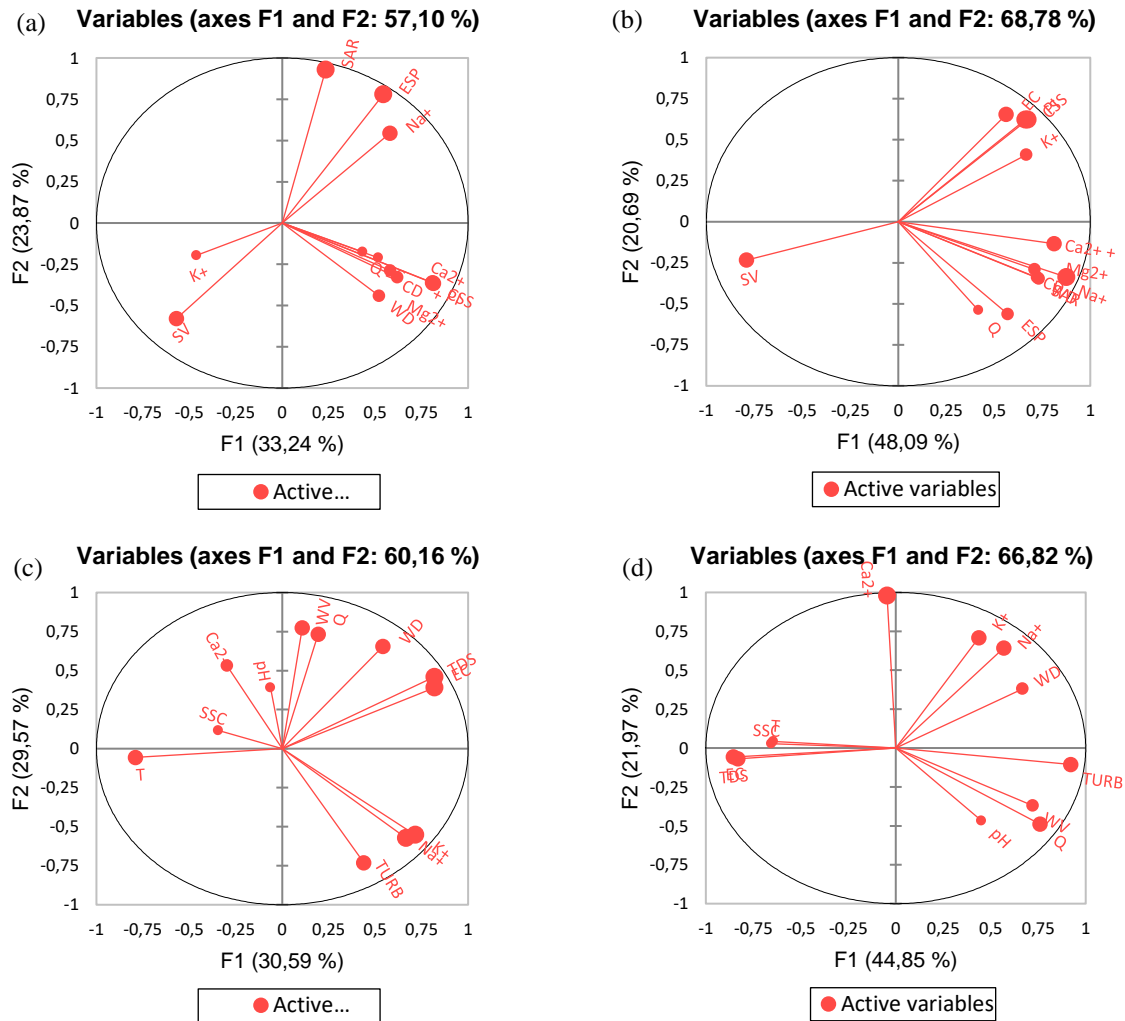 (a)
Variables (axes F1 and F2: 57,10 %)
1
0,75
0,5
0,25
0
-0,25
-0,5
-0,75
-1
F2 (23,87 %)
SAR
ESP
Na+
K+
SV
Q
CD
WD
Mg2+
Ca2+
-1
-0,75
-0,5
-0,25
0
0,25
0,5
0,75
1
F1 (33,24 %)
Active…
(b)
Variables (axes F1 and F2: 68,78 %)
1
0,75
0,5
0,25
0
-0,25
-0,5
-0,75
-1
F2 (20,69 %)
EC
K+
SV
Ca2+ +
Mg2+
Na+
Q
ESP
-1
-0,75
-0,5
-0,25
0
0,25
0,5
0,75
1
F1 (48,09 %)
Active variables
(c)
Variables (axes F1 and F2: 60,16 %)
1
0,75
0,5
0,25
0
-0,25
-0,5
-0,75
-1
F2 (29,57 %)
WV
Q
WD
TDS
EC
Ca2+
pH
SSC
T
K+
Na+
TURB
-1
-0,75
-0,5
-0,25
0
0,25
0,5
0,75
1
F1 (30,59 %)
Active…
(d)
Variables (axes F1 and F2: 66,82 %)
1
0,75
0,5
0,25
0
-0,25
-0,5
-0,75
-1
F2 (21,97 %)
Ca2+
K+
Na+
WD
SSC
T
EC
TDS
TURB
WV
Q
pH
-1
-0,75
-0,5
-0,25
0
0,25
0,5
0,75
1
F1 (44,85 %)
Active variables